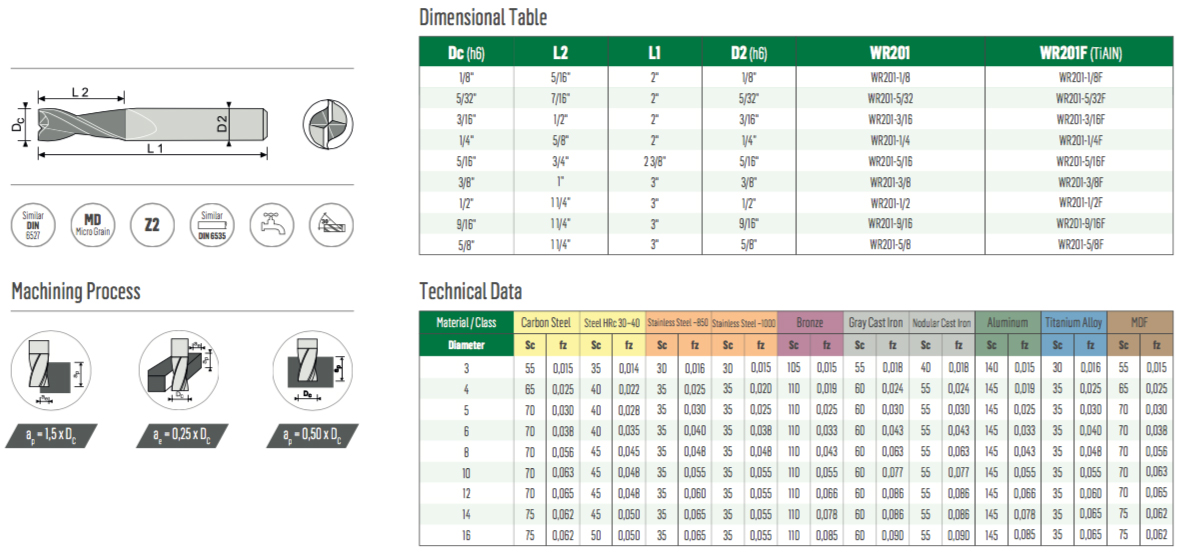 Dimensional Table
Dc (h6) L2 L1 D2 (h6) WR201 WR201F (TiAlN)
1/8" 5/16" 2" 1/8" WR201-1/8 WR201-1/8F
5/32" 7/16" 2" 5/32" WR201-5/32 WR201-5/32F
3/16" 1/2" 2" 3/16" WR201-3/16 WR201-3/16F
1/4" 5/8" 2" 1/4" WR201-1/4 WR201-1/4F
5/16" 3/4" 2 3/8" 5/16" WR201-5/16 WR201-5/16F
3/8" 1" 3" 3/8" WR201-3/8 WR201-3/8F
1/2" 1 1/4" 3" 1/2" WR201-1/2 WR201-1/2F
9/16" 1 1/4" 3" 9/16" WR201-9/16 WR201-9/16F
5/8" 1 1/4" 3" 5/8" WR201-5/8 WR201-5/8F
L 2
Dc
D 2
L 1
Similar
DIN
6527
MD
Micro Grain
Z2
Similar
DIN 6535
30
Machining Process
ap
ae
Dc
ap
De
ap = 1,5 x Dc
ae = 0,25 x Dc
ap = 0,50 x Dc
Technical Data
Material / Class Carbon Steel Steel HRc 30-40 Stainless Steel ~850 Stainless Steel ~1000 Bronze Gray Cast Iron Nodular Cast Iron Aluminum Titanium Alloy MDF
Diameter Sc fz Sc fz Sc fz Sc fz Sc fz Sc fz Sc fz Sc fz Sc fz Sc fz
3 55 0,015 35 0,014 30 0,016 30 0,015 105 0,015 55 0,018 40 0,018 140 0,015 30 0,016 55 0,015
4 65 0,025 40 0,022 35 0,025 35 0,020 110 0,019 60 0,024 55 0,024 145 0,019 35 0,025 65 0,025
5 70 0,030 40 0,028 35 0,030 35 0,025 110 0,025 60 0,030 55 0,030 145 0,025 35 0,030 70 0,030
6 70 0,038 40 0,035 35 0,040 35 0,038 110 0,033 60 0,043 55 0,043 145 0,033 35 0,040 70 0,038
8 70 0,056 45 0,045 35 0,048 35 0,048 110 0,043 60 0,063 55 0,063 145 0,043 35 0,048 70 0,056
10 70 0,063 45 0,048 35 0,055 35 0,055 110 0,055 60 0,077 55 0,077 145 0,055 35 0,055 70 0,063
12 70 0,065 45 0,048 35 0,060 35 0,055 110 0,066 60 0,086 55 0,086 145 0,066 35 0,060 70 0,065
14 75 0,062 45 0,050 35 0,065 35 0,055 110 0,078 60 0,086 55 0,086 145 0,078 35 0,065 75 0,062
16 75 0,062 50 0,050 35 0,065 35 0,055 110 0,085 60 0,090 55 0,090 145 0,085 35 0,065 75 0,062